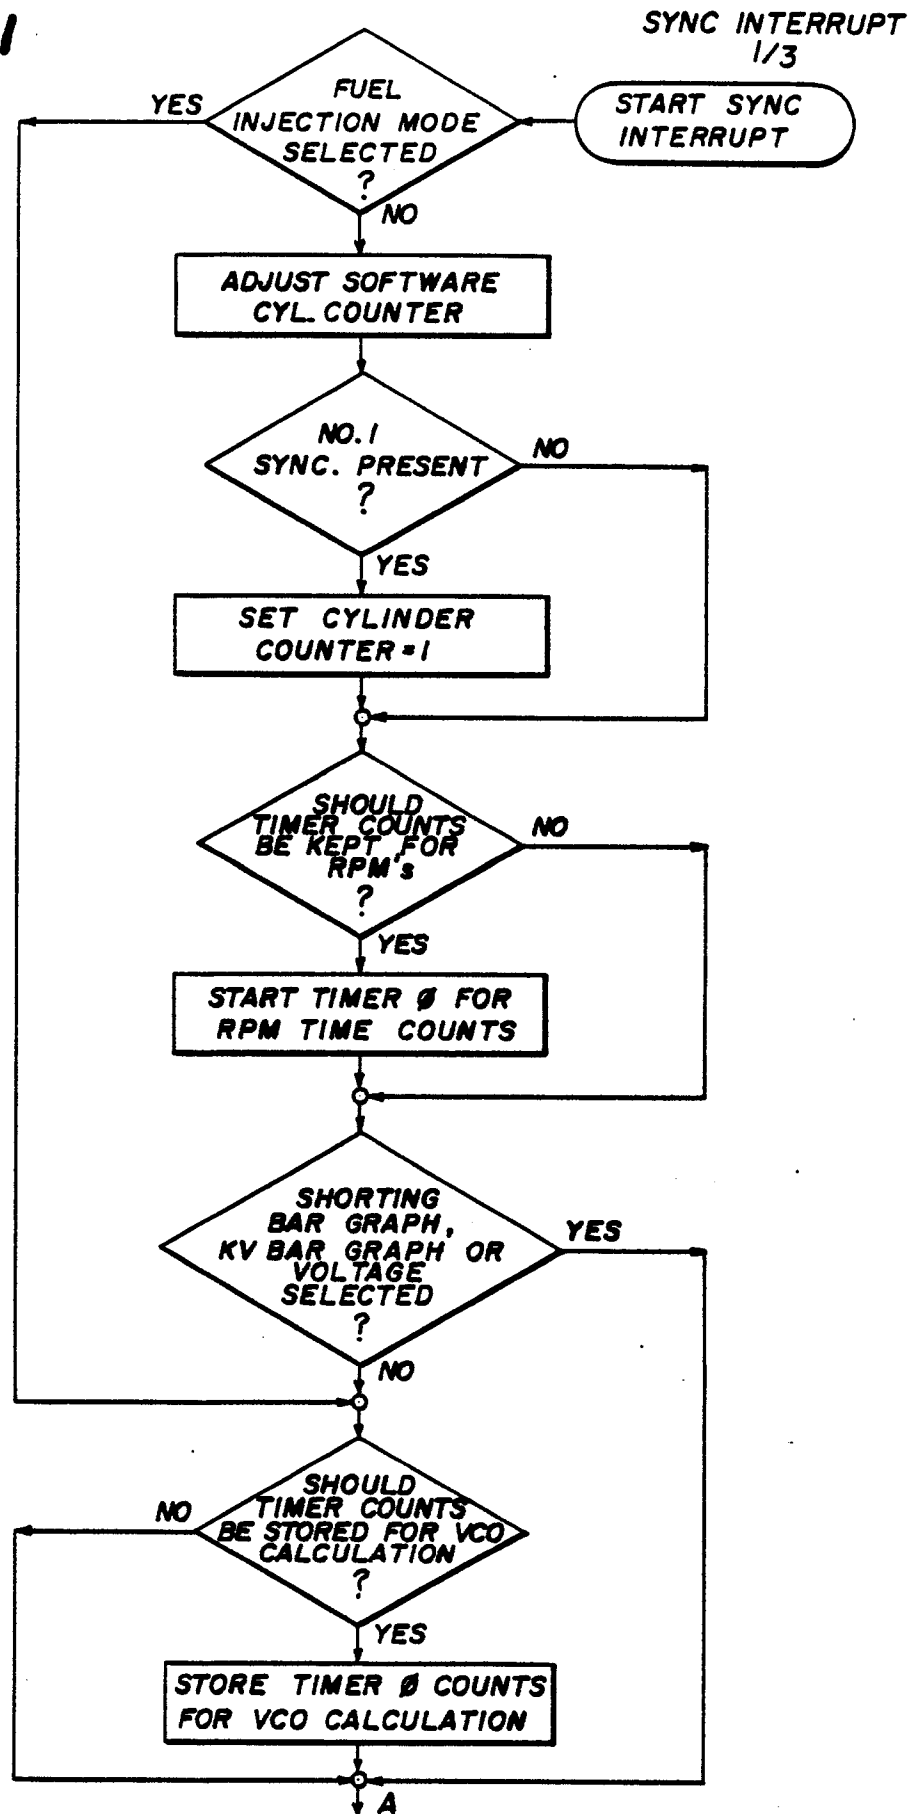 1
SYNC INTERRUPT
1/3
START SYNC
INTERRUPT
FUEL
INJECTION MODE
SELECTED
?
YES
NO
ADJUST SOFTWARE
CYL. COUNTER
NO. 1
SYNC. PRESENT
?
NO
YES
SET CYLINDER
COUNTER = 1
SHOULD
TIMER COUNTS
BE KEPT FOR
RPM's
?
NO
YES
START TIMER Ø FOR
RPM TIME COUNTS
SHORTING
BAR GRAPH,
KV BAR GRAPH OR
VOLTAGE
SELECTED
?
YES
NO
SHOULD
TIMER COUNTS
BE STORED FOR VCO
CALCULATION
?
NO
YES
STORE TIMER Ø COUNTS
FOR VCO CALCULATION
A